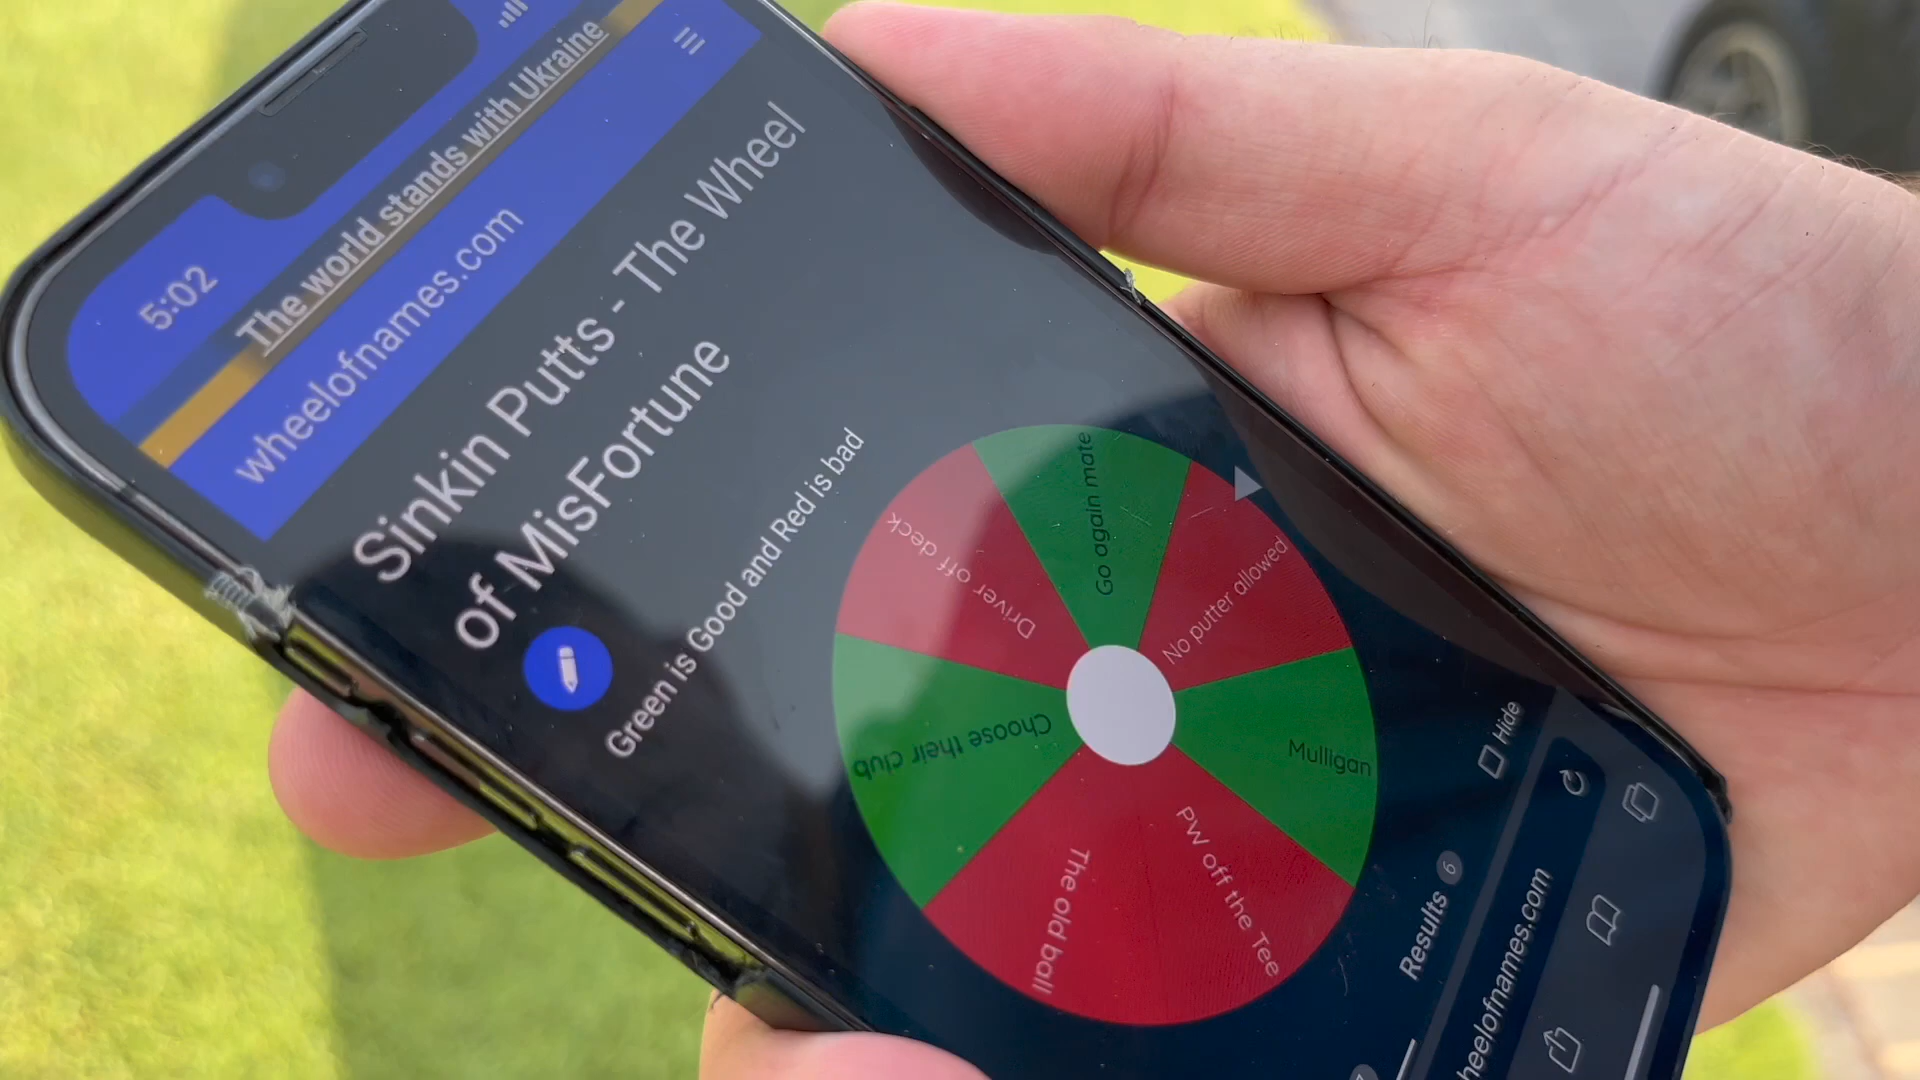 5:02
The world stands with Ukraine
wheelofnames.com
Sinkin Putts - The Wheel
of MisFortune
Green is Good and Red is bad
Go again mate
No putter allowed
Mulligan
PW off the Tee
The old ball
Choose their club
Driver off deck
Hide
Results 6
heelofnames.com